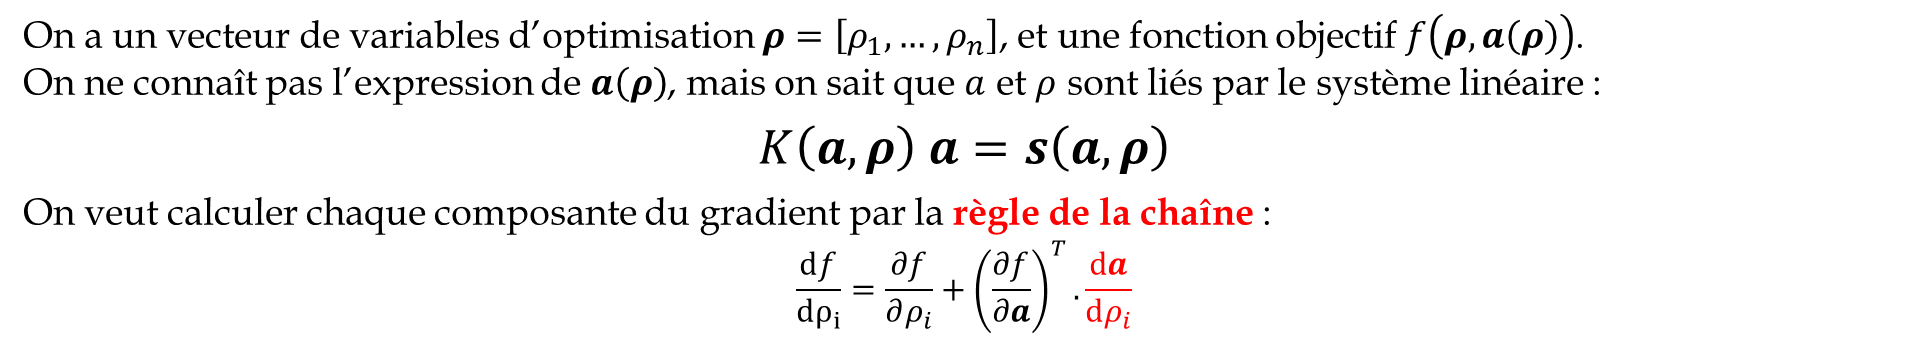 On a un vecteur de variables d'optimisation 𝝆 = [𝜌₁, … , 𝜌ₙ], et une fonction objectif 𝑓(𝝆, 𝒂(𝝆)).
On ne connaît pas l'expression de 𝒂(𝝆), mais on sait que 𝑎 et 𝜌 sont liés par le système linéaire :
𝐾(𝒂, 𝝆) 𝒂 = 𝒔(𝒂, 𝝆)
On veut calculer chaque composante du gradient par la règle de la chaîne :
d𝑓/dρᵢ = ∂𝑓/∂𝜌ᵢ + (∂𝑓/∂𝒂)ᵀ . d𝒂/d𝜌ᵢ